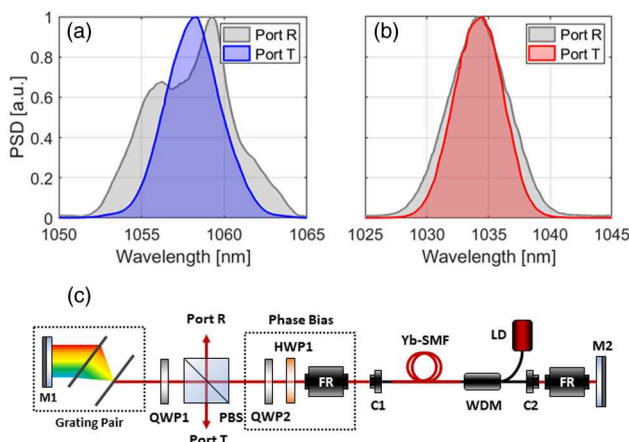 (a)
Port R
Port T
(b)
Port R
Port T
PSD [a.u.]
1
0.8
0.6
0.4
0.2
0
1050 1055 1060 1065
1025 1030 1035 1040 1045
Wavelength [nm]
Wavelength [nm]
(c)
Port R
Phase Bias
LD
M2
HWP1
Yb-SMF
FR
FR
M1
QWP1
PBS
QWP2
C1
WDM
C2
Grating Pair
Port T